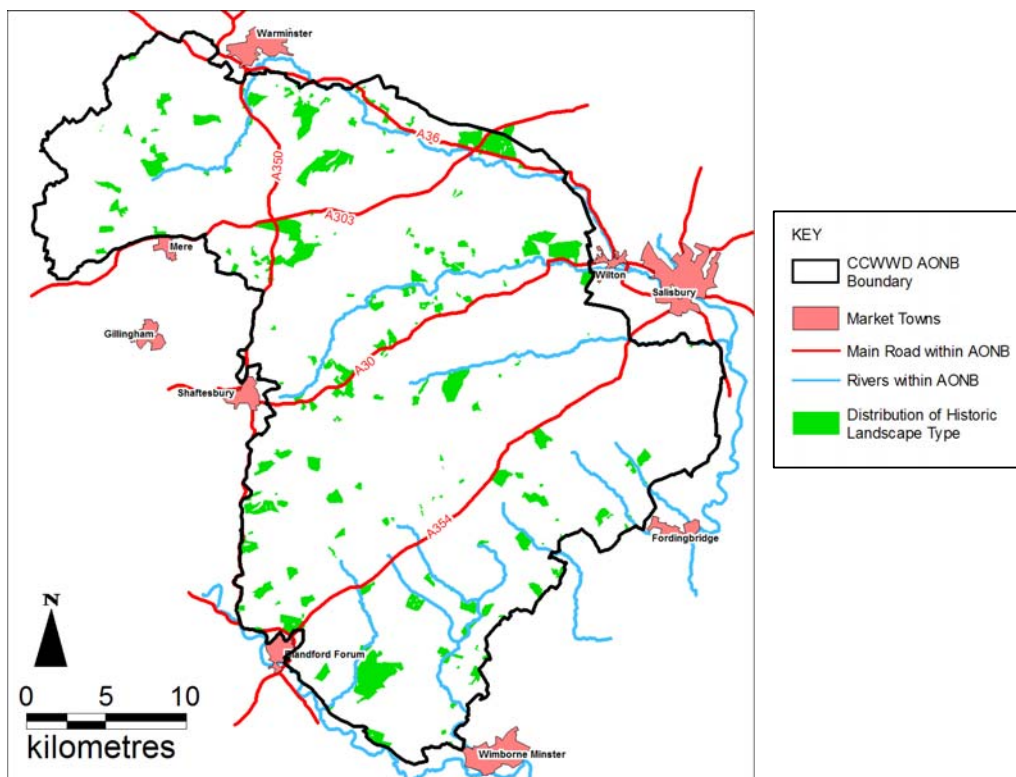 Warminster
A36
A350
A303
Mere
Wilton
Salisbury
Gillingham
A30
Shaftesbury
A354
Fordingbridge
N
Blandford Forum
0 5 10
kilometres
Wimborne Minster
KEY
CCWWD AONB
Boundary
Market Towns
Main Road within AONB
Rivers within AONB
Distribution of Historic
Landscape Type